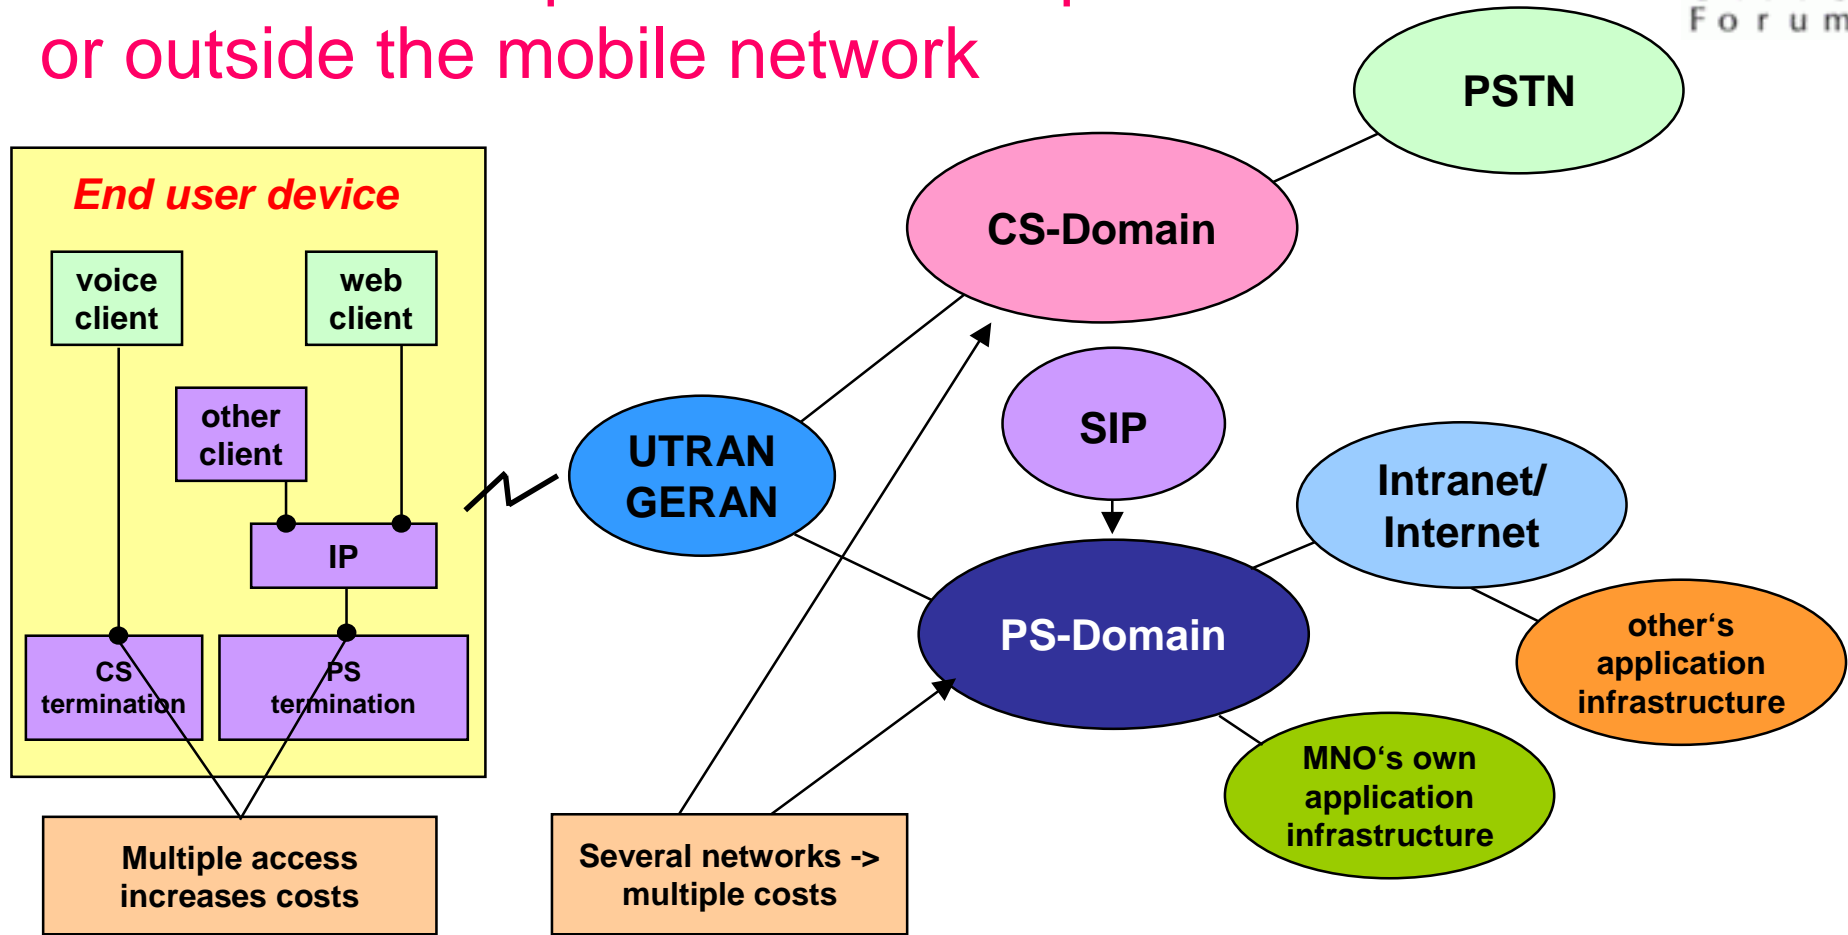 or outside the mobile network
Forum
PSTN
CS-Domain
End user device
voice
client
web
client
other
client
IP
CS
termination
PS
termination
UTRAN
GERAN
SIP
Intranet/
Internet
PS-Domain
other‘s
application
infrastructure
MNO‘s own
application
infrastructure
Multiple access
increases costs
Several networks ->
multiple costs